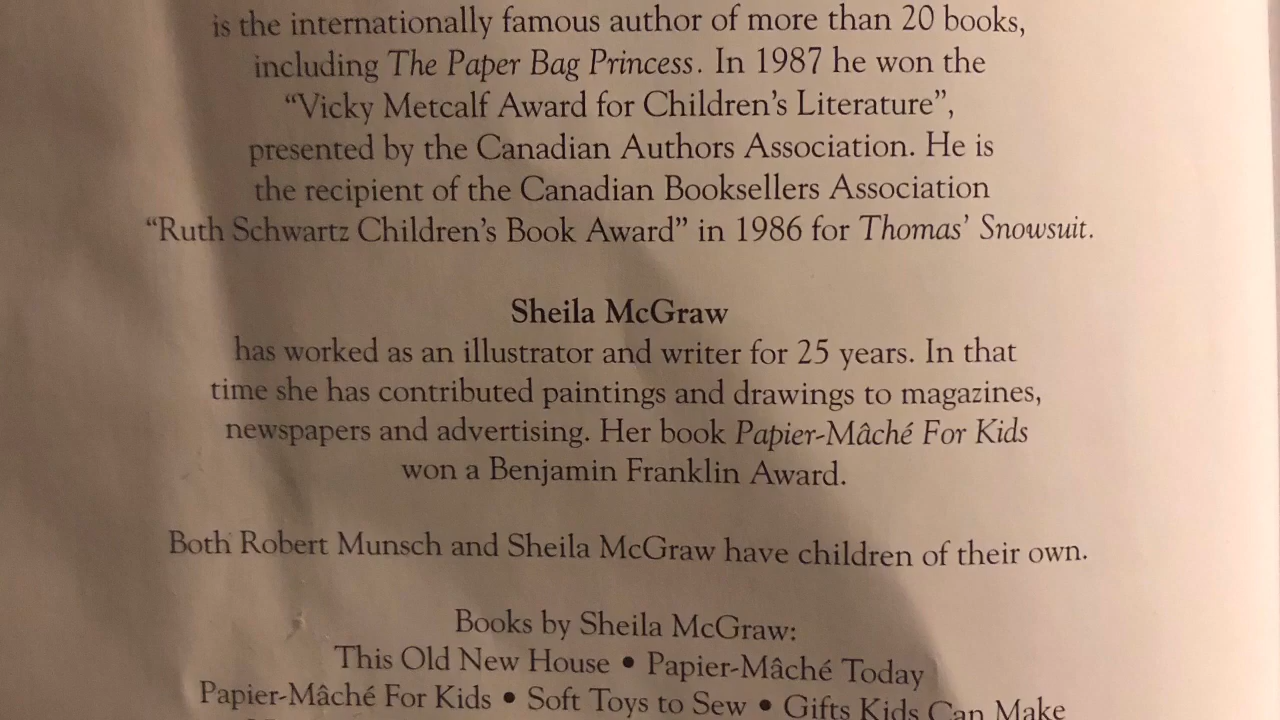 is the internationally famous author of more than 20 books,
including The Paper Bag Princess. In 1987 he won the
“Vicky Metcalf Award for Children’s Literature”,
presented by the Canadian Authors Association. He is
the recipient of the Canadian Booksellers Association
“Ruth Schwartz Children’s Book Award” in 1986 for Thomas’ Snowsuit.
Sheila McGraw
has worked as an illustrator and writer for 25 years. In that
time she has contributed paintings and drawings to magazines,
newspapers and advertising. Her book Papier-Mâché For Kids
won a Benjamin Franklin Award.
Both Robert Munsch and Sheila McGraw have children of their own.
Books by Sheila McGraw:
This Old New House • Papier-Mâché Today
Papier-Mâché For Kids • Soft Toys to Sew • Gifts Kids Can Make